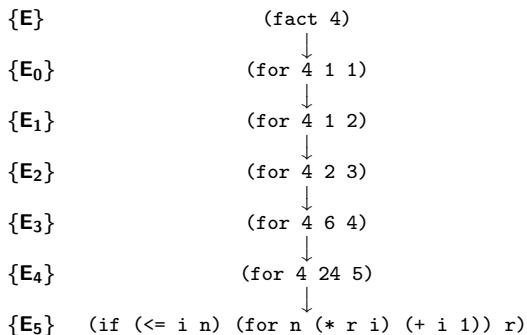 {E} (fact 4)
{E₀} (for 4 1 1)
{E₁} (for 4 1 2)
{E₂} (for 4 2 3)
{E₃} (for 4 6 4)
{E₄} (for 4 24 5)
{E₅} (if (<= i n) (for n (* r i) (+ i 1)) r)